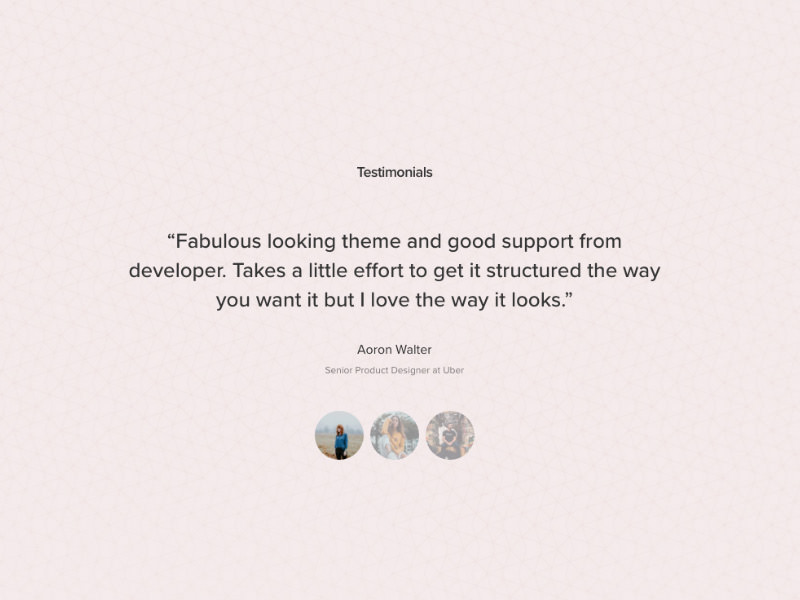 Testimonials
“Fabulous looking theme and good support from
developer. Takes a little effort to get it structured the way
you want it but I love the way it looks.”
Aoron Walter
Senior Product Designer at Uber